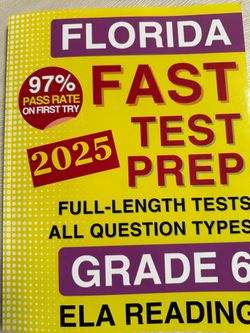 FLORIDA
97%
PASS RATE
ON FIRST TRY
FAST
2025
TEST
PREP
FULL-LENGTH TESTS
ALL QUESTION TYPES
GRADE 6
ELA READING